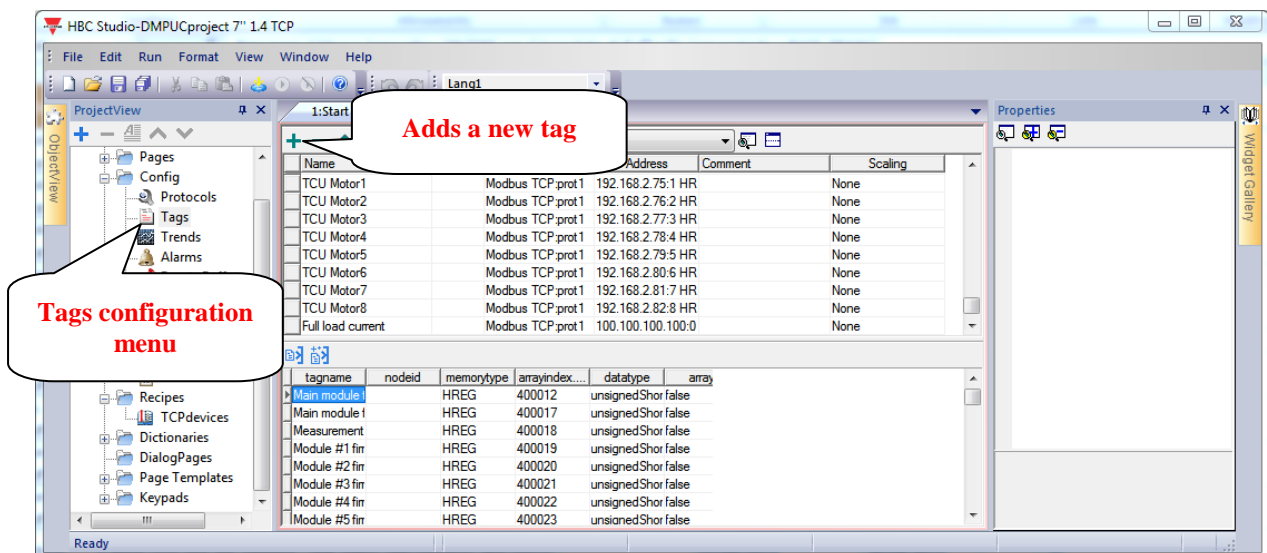 HBC Studio-DMPUCproject 7" 1.4 TCP
File Edit Run Format View Window Help
Lang1
ProjectView
1:Start
Properties
ObjectView
Widget Gallery
Adds a new tag
Pages
Config
Protocols
Tags
Trends
Alarms
Tags configuration
menu
Recipes
TCPdevices
Dictionaries
DialogPages
Page Templates
Keypads
Name Address Comment Scaling
TCU Motor1 Modbus TCP:prot1 192.168.2.75:1 HR None
TCU Motor2 Modbus TCP:prot1 192.168.2.76:2 HR None
TCU Motor3 Modbus TCP:prot1 192.168.2.77:3 HR None
TCU Motor4 Modbus TCP:prot1 192.168.2.78:4 HR None
TCU Motor5 Modbus TCP:prot1 192.168.2.79:5 HR None
TCU Motor6 Modbus TCP:prot1 192.168.2.80:6 HR None
TCU Motor7 Modbus TCP:prot1 192.168.2.81:7 HR None
TCU Motor8 Modbus TCP:prot1 192.168.2.82:8 HR None
Full load current Modbus TCP:prot1 100.100.100.100:0 None
tagname nodeid memorytype arrayindex.... datatype array
Main module f HREG 400012 unsignedShor false
Main module f HREG 400017 unsignedShor false
Measurement HREG 400018 unsignedShor false
Module #1 firr HREG 400019 unsignedShor false
Module #2 firr HREG 400020 unsignedShor false
Module #3 firr HREG 400021 unsignedShor false
Module #4 firr HREG 400022 unsignedShor false
Module #5 firr HREG 400023 unsignedShor false
Ready